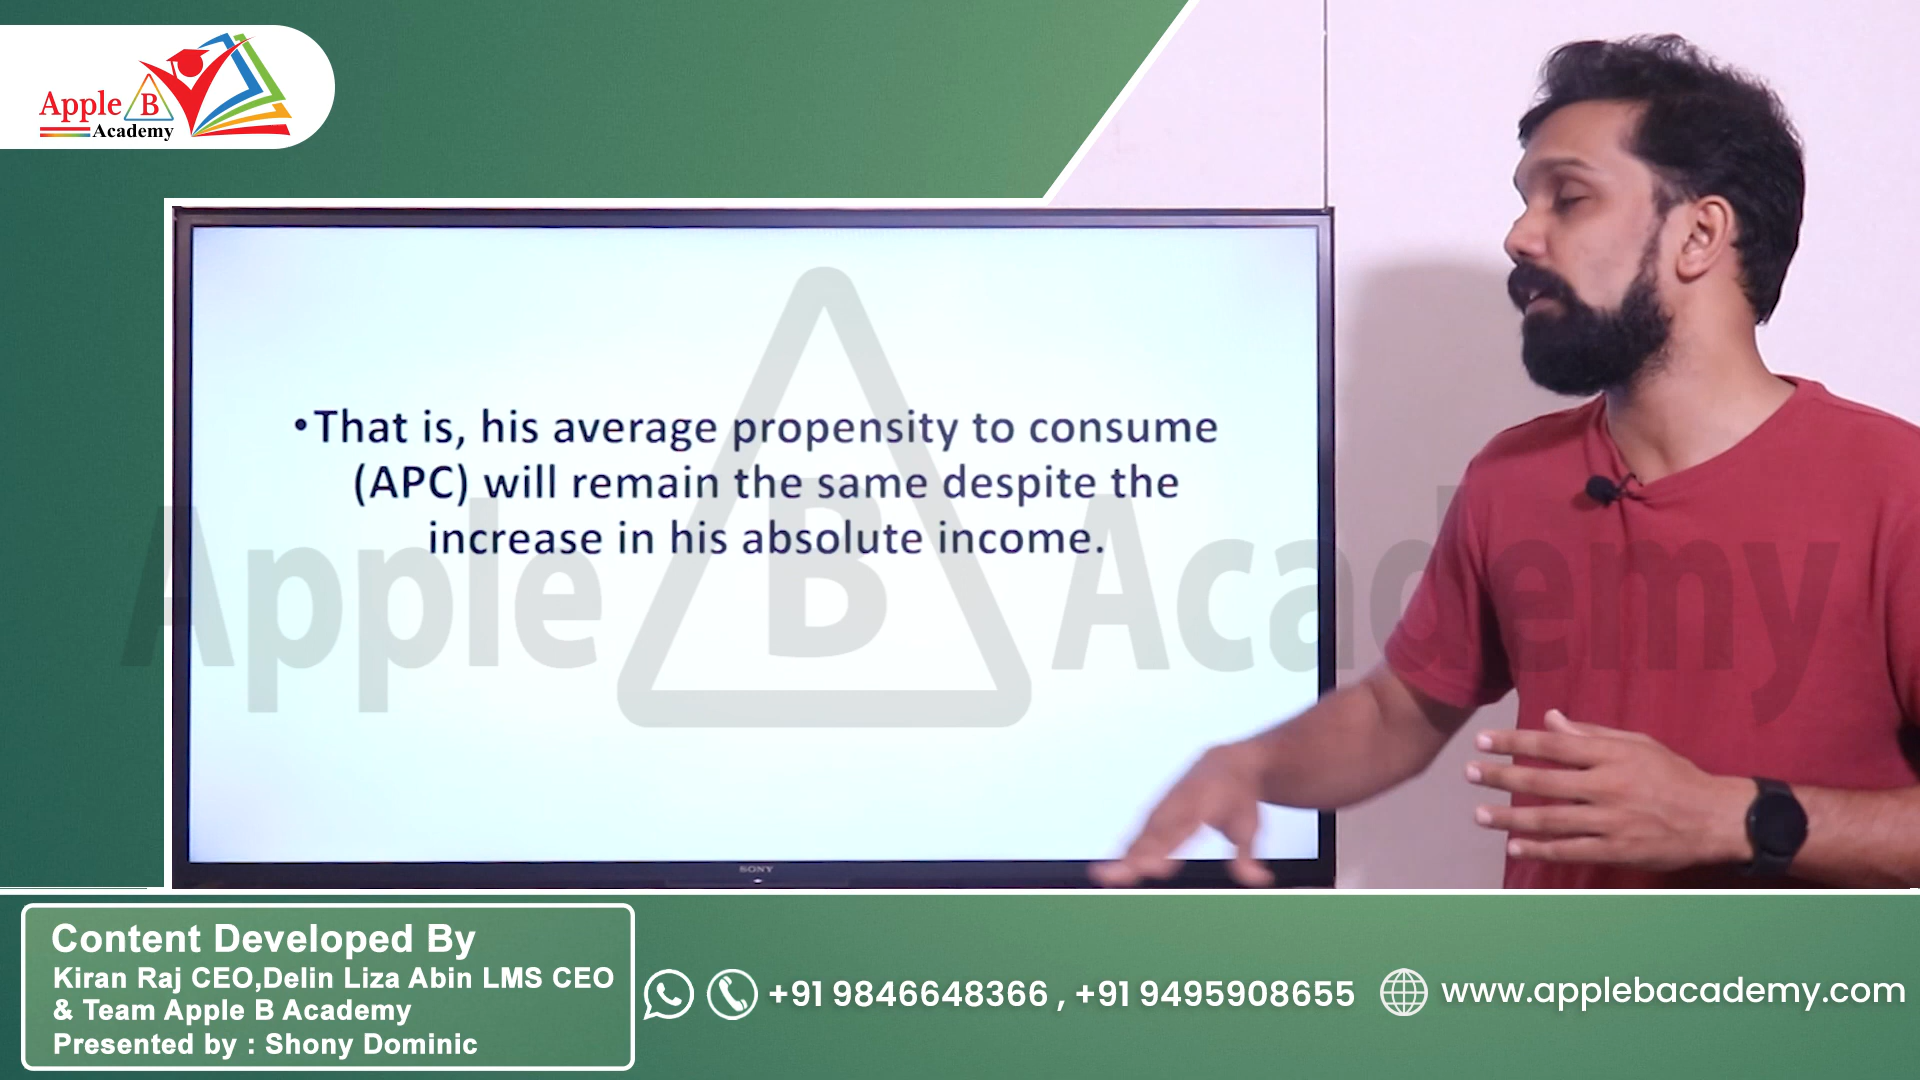 Apple B
Academy
•That is, his average propensity to consume
(APC) will remain the same despite the
increase in his absolute income.
Apple B Academy
SONY
Content Developed By
Kiran Raj CEO,Delin Liza Abin LMS CEO
& Team Apple B Academy
Presented by : Shony Dominic
+91 9846648366 , +91 9495908655
www.applebacademy.com